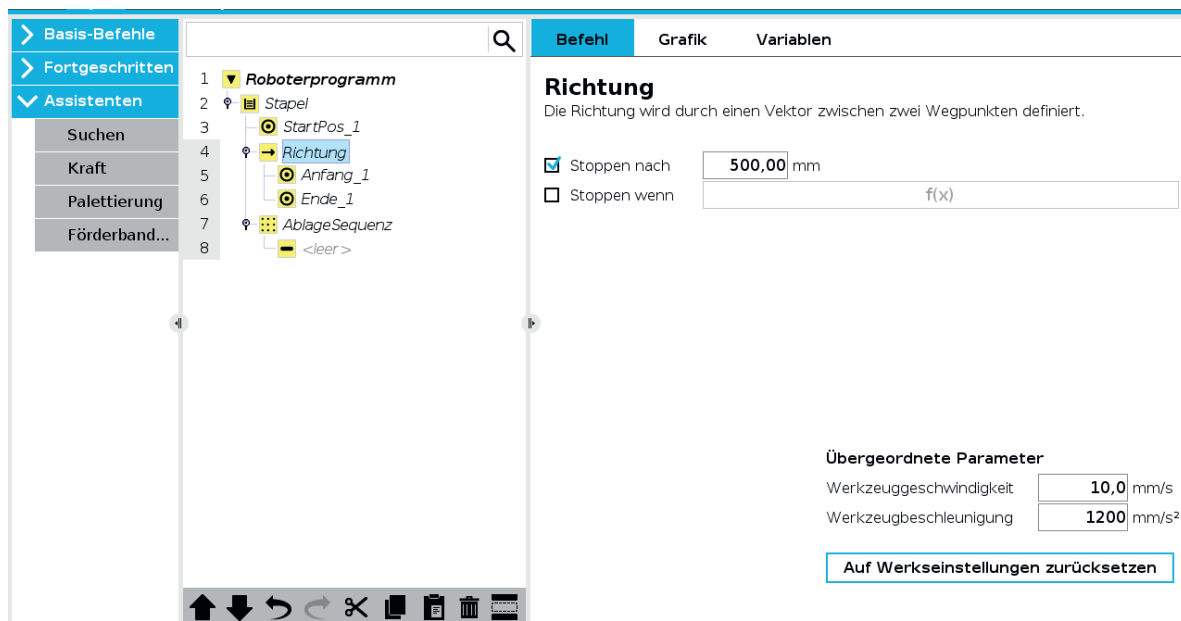 Basis-Befehle
Fortgeschritten
Assistenten
Suchen
Kraft
Palettierung
Förderband...
1 Roboterprogramm
2 Stapel
3 StartPos_1
4 Richtung
5 Anfang_1
6 Ende_1
7 AblageSequenz
8 <leer>
Befehl Grafik Variablen
Richtung
Die Richtung wird durch einen Vektor zwischen zwei Wegpunkten definiert.
Stoppen nach 500,00 mm
Stoppen wenn f(x)
Übergeordnete Parameter
Werkzeuggeschwindigkeit 10,0 mm/s
Werkzeugbeschleunigung 1200 mm/s²
Auf Werkseinstellungen zurücksetzen